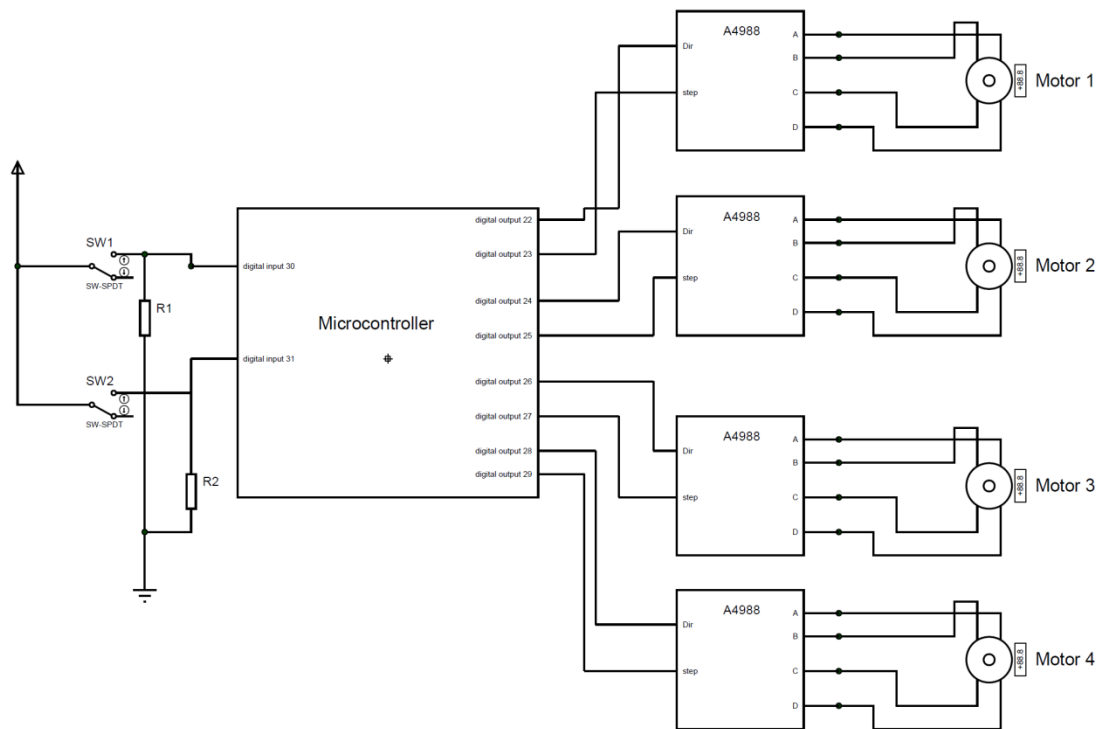 A4988
Dir
step
A
B
C
D
+88.8
Motor 1
A4988
Dir
step
A
B
C
D
+88.8
Motor 2
SW1
SW-SPDT
R1
SW2
SW-SPDT
R2
digital input 30
digital input 31
Microcontroller
digital output 22
digital output 23
digital output 24
digital output 25
digital output 26
digital output 27
digital output 28
digital output 29
A4988
Dir
step
A
B
C
D
+88.8
Motor 3
A4988
Dir
step
A
B
C
D
+88.8
Motor 4